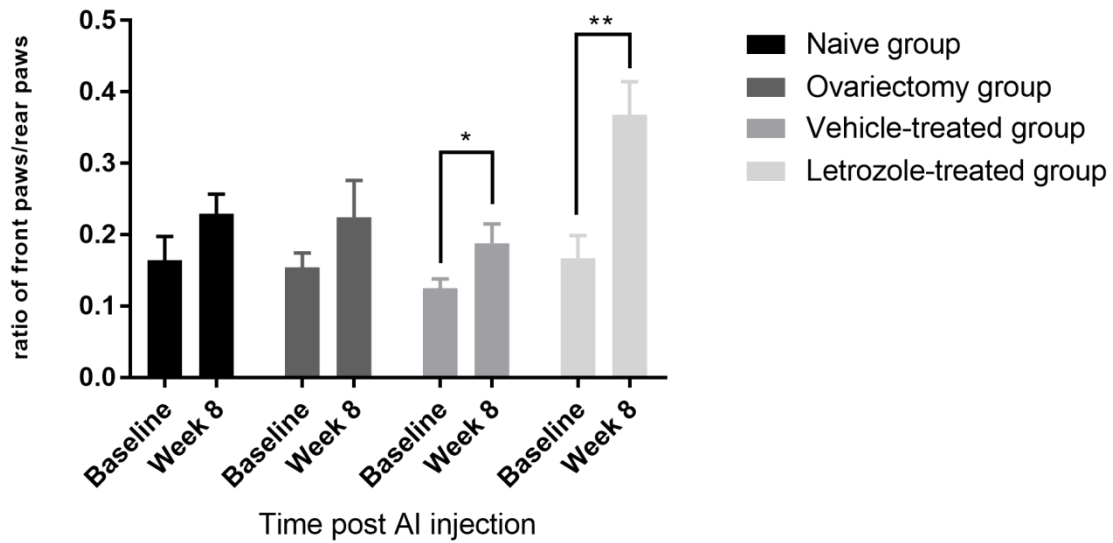 0.5
0.4
0.3
0.2
0.1
0.0
ratio of front paws/rear paws
*
**
Baseline
Week 8
Baseline
Week 8
Baseline
Week 8
Baseline
Week 8
Time post AI injection
Naive group
Ovariectomy group
Vehicle-treated group
Letrozole-treated group